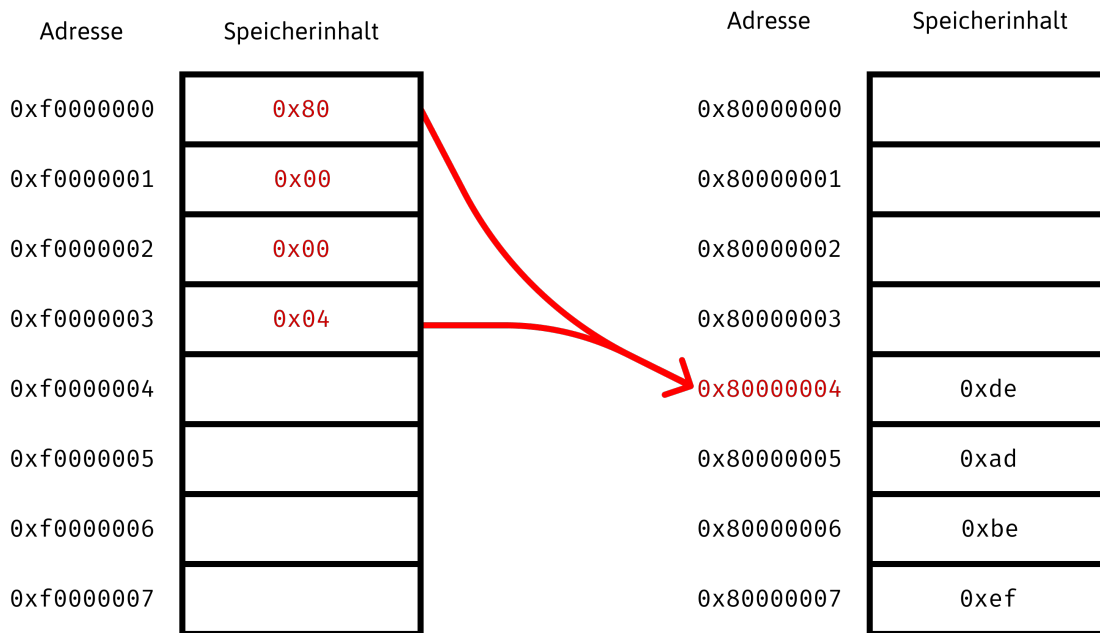 Adresse Speicherinhalt
0xf0000000 0x80
0xf0000001 0x00
0xf0000002 0x00
0xf0000003 0x04
0xf0000004
0xf0000005
0xf0000006
0xf0000007
Adresse Speicherinhalt
0x80000000
0x80000001
0x80000002
0x80000003
0x80000004 0xde
0x80000005 0xad
0x80000006 0xbe
0x80000007 0xef